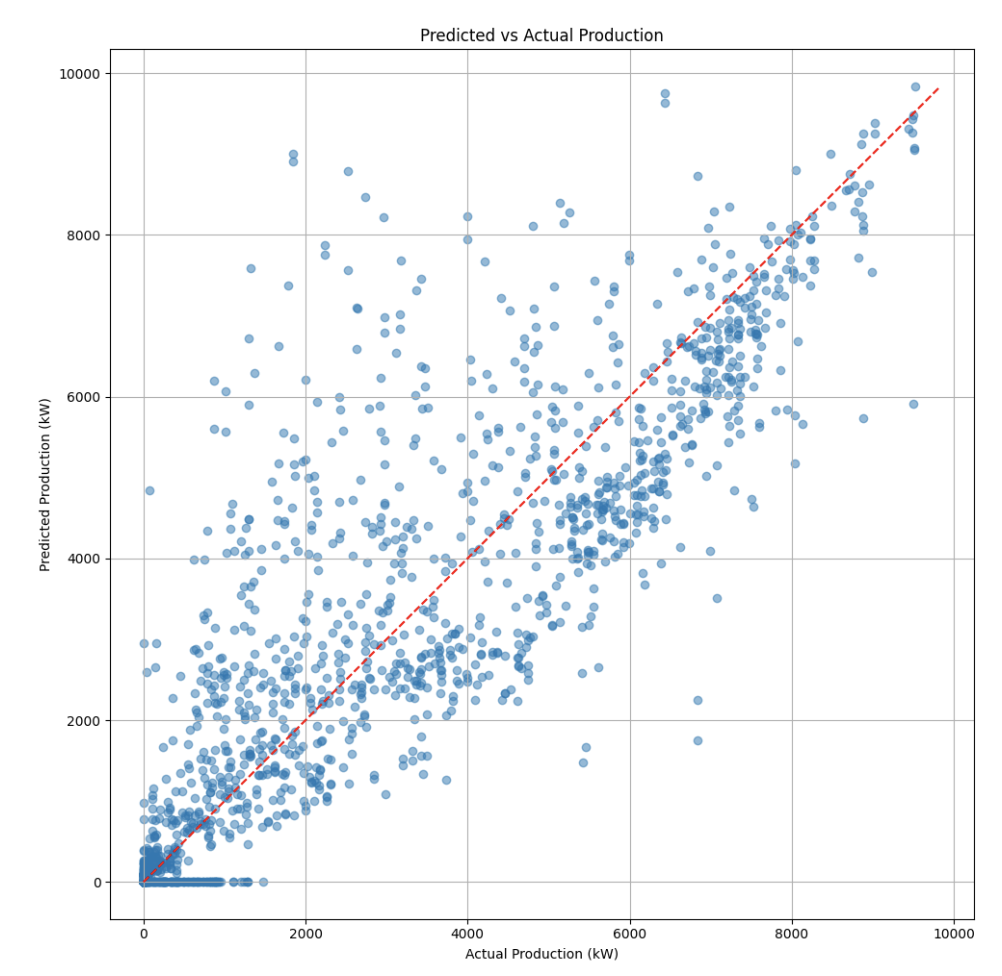 Predicted vs Actual Production
Predicted Production (kW)
10000
8000
6000
4000
2000
0
0 2000 4000 6000 8000 10000
Actual Production (kW)